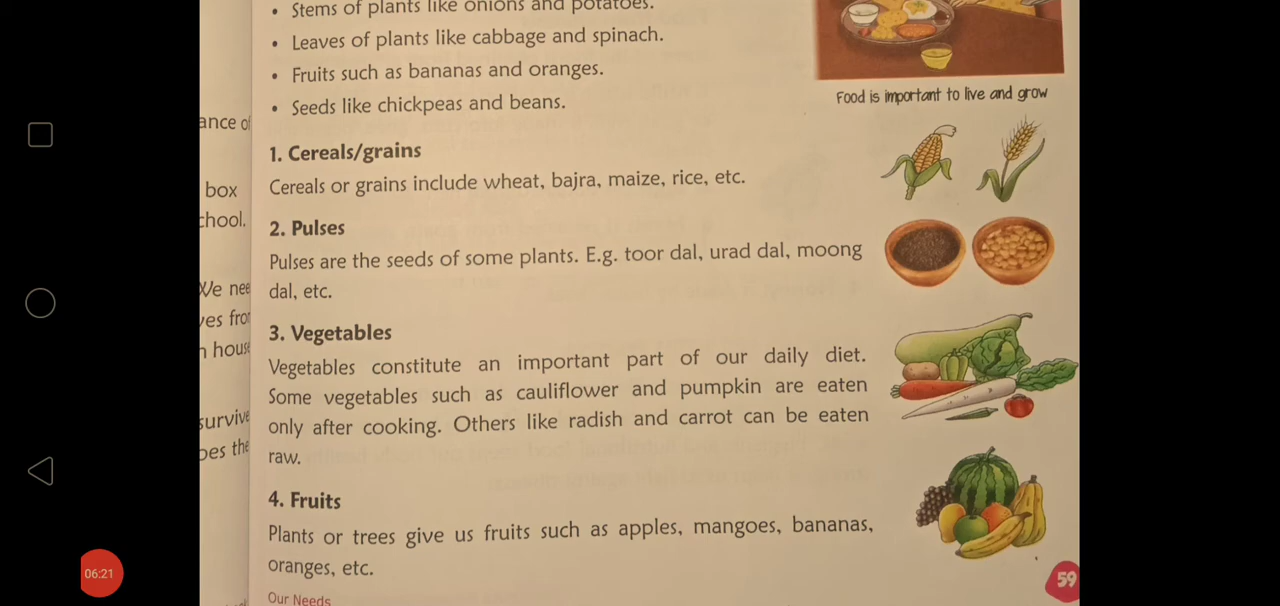 • Stems of plants like onions and potatoes.
• Leaves of plants like cabbage and spinach.
• Fruits such as bananas and oranges.
• Seeds like chickpeas and beans.
Food is important to live and grow
1. Cereals/grains
Cereals or grains include wheat, bajra, maize, rice, etc.
2. Pulses
Pulses are the seeds of some plants. E.g. toor dal, urad dal, moong
dal, etc.
3. Vegetables
Vegetables constitute an important part of our daily diet.
Some vegetables such as cauliflower and pumpkin are eaten
only after cooking. Others like radish and carrot can be eaten
raw.
4. Fruits
Plants or trees give us fruits such as apples, mangoes, bananas,
oranges, etc.
Our Needs
59
ance of
box
chool.
We nee
ves fro
n hous
survive
oes the
06:21